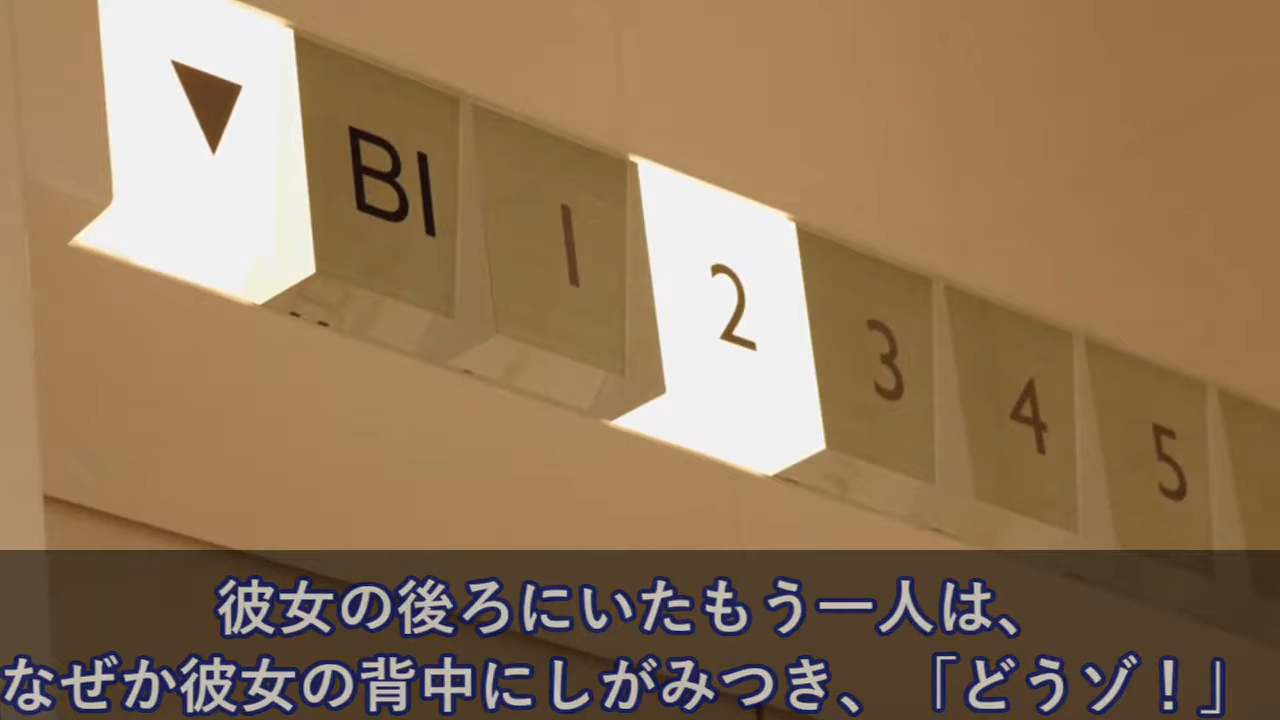 ▼ B1 1 2 3 4 5
彼女の後ろにいたもう一人は、
なぜか彼女の背中にしがみつき、「どうゾ！」